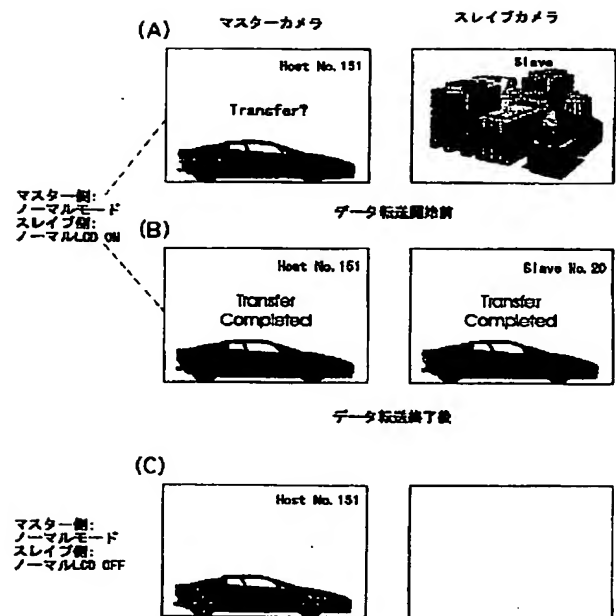 マスターカメラ
スレイブカメラ
(A)
Host No. 151
Transfer?
Slave
データ転送開始前
マスター側:
ノーマルモード
スレイブ側:
ノーマルLCD ON
(B)
Host No. 151
Transfer
Completed
Slave No. 20
Transfer
Completed
データ転送終了後
(C)
Host No. 151
マスター側:
ノーマルモード
スレイブ側:
ノーマルLCD OFF